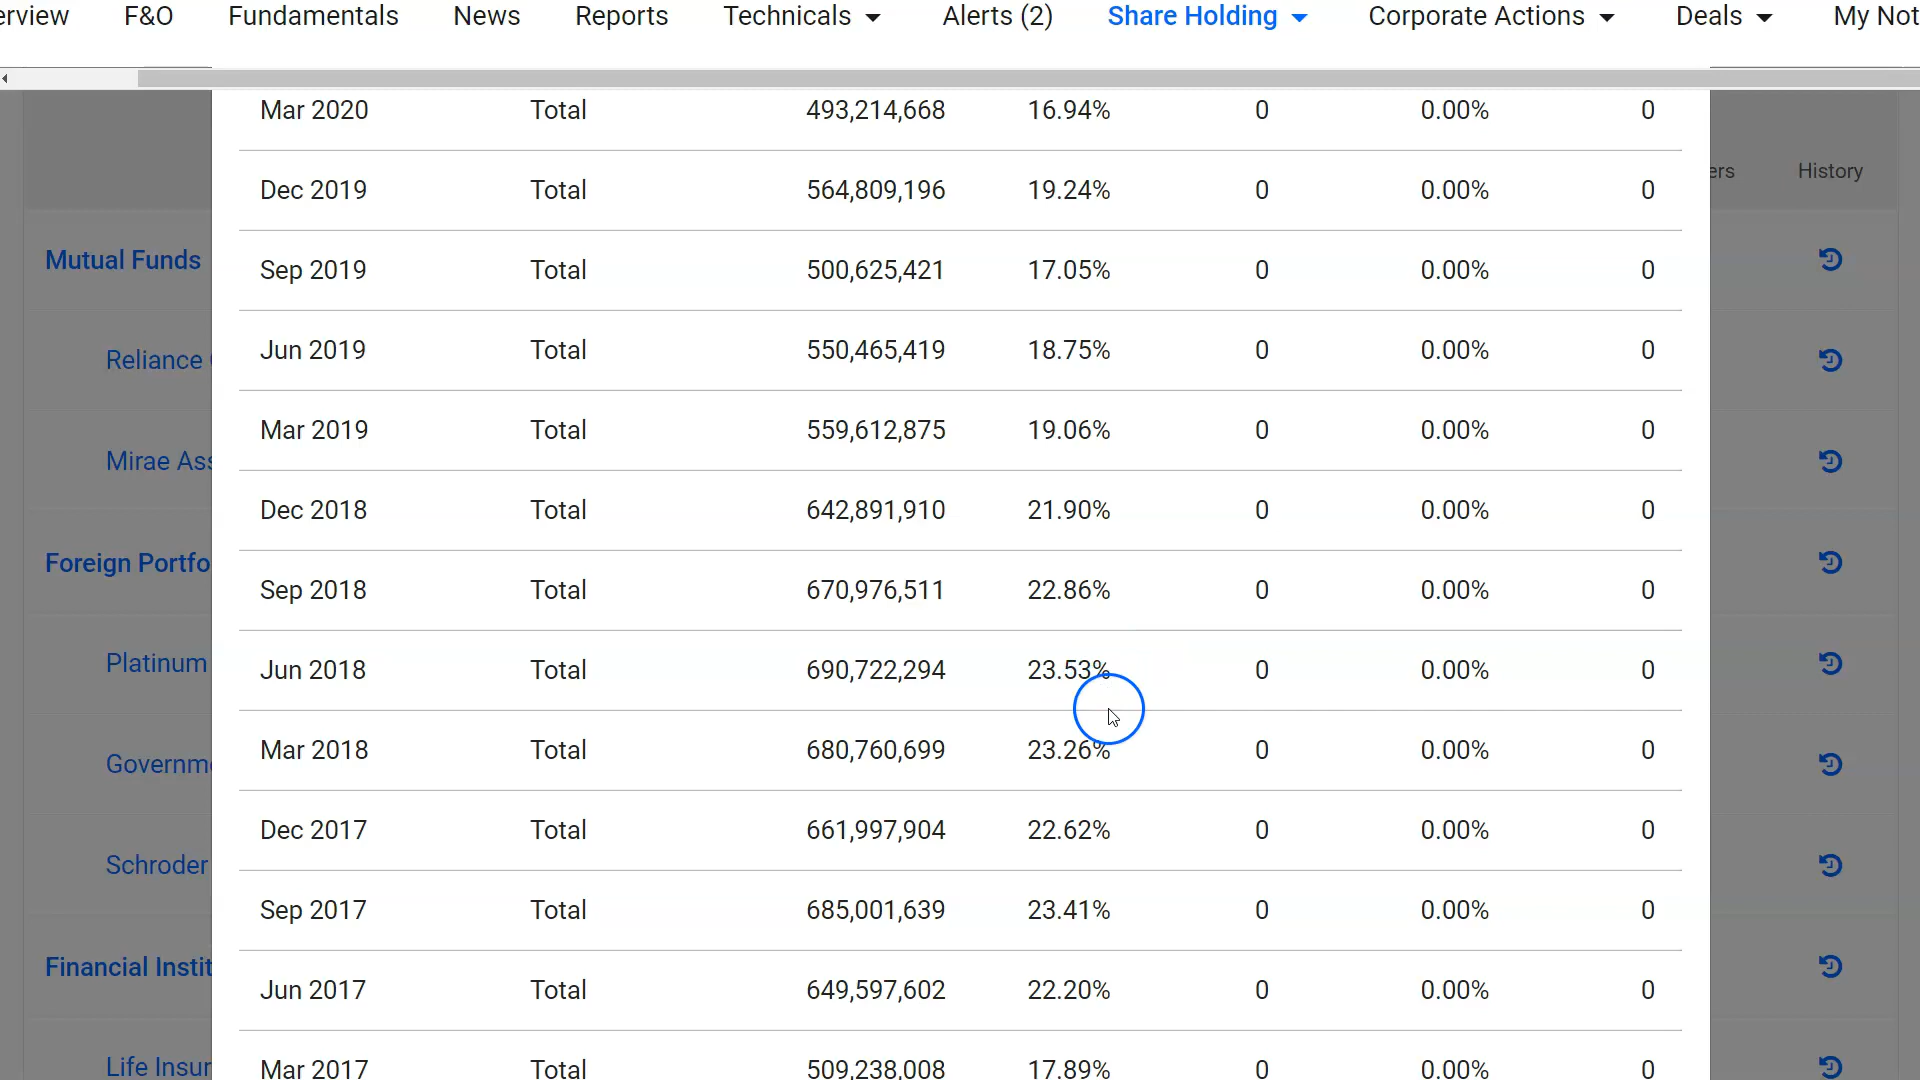 erview F&O Fundamentals News Reports Technicals Alerts (2) Share Holding Corporate Actions Deals My Not
Mar 2020 Total 493,214,668 16.94% 0 0.00% 0
ers History
Dec 2019 Total 564,809,196 19.24% 0 0.00% 0
Mutual Funds
Sep 2019 Total 500,625,421 17.05% 0 0.00% 0
Reliance
Jun 2019 Total 550,465,419 18.75% 0 0.00% 0
Mar 2019 Total 559,612,875 19.06% 0 0.00% 0
Mirae Ass
Dec 2018 Total 642,891,910 21.90% 0 0.00% 0
Foreign Portfo
Sep 2018 Total 670,976,511 22.86% 0 0.00% 0
Platinum
Jun 2018 Total 690,722,294 23.53% 0 0.00% 0
Mar 2018 Total 680,760,699 23.26% 0 0.00% 0
Governme
Dec 2017 Total 661,997,904 22.62% 0 0.00% 0
Schroder
Sep 2017 Total 685,001,639 23.41% 0 0.00% 0
Financial Instit
Jun 2017 Total 649,597,602 22.20% 0 0.00% 0
Life Insur
Mar 2017 Total 509,238,008 17.89% 0 0.00% 0